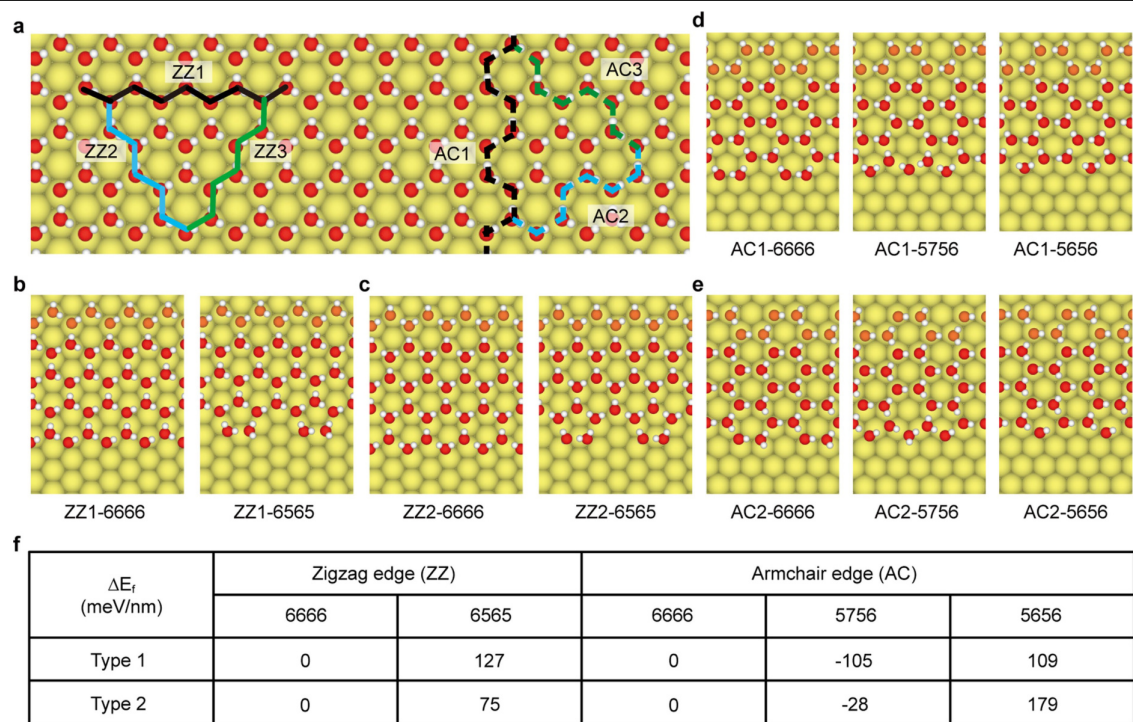 a
ZZ1
ZZ2
ZZ3
AC1
AC3
AC2
d
AC1-6666 AC1-5756 AC1-5656
b
ZZ1-6666 ZZ1-6565
c
ZZ2-6666 ZZ2-6565
e
AC2-6666 AC2-5756 AC2-5656
f
ΔEf
(meV/nm)
Zigzag edge (ZZ) Armchair edge (AC)
6666 6565 6666 5756 5656
Type 1 0 127 0 -105 109
Type 2 0 75 0 -28 179